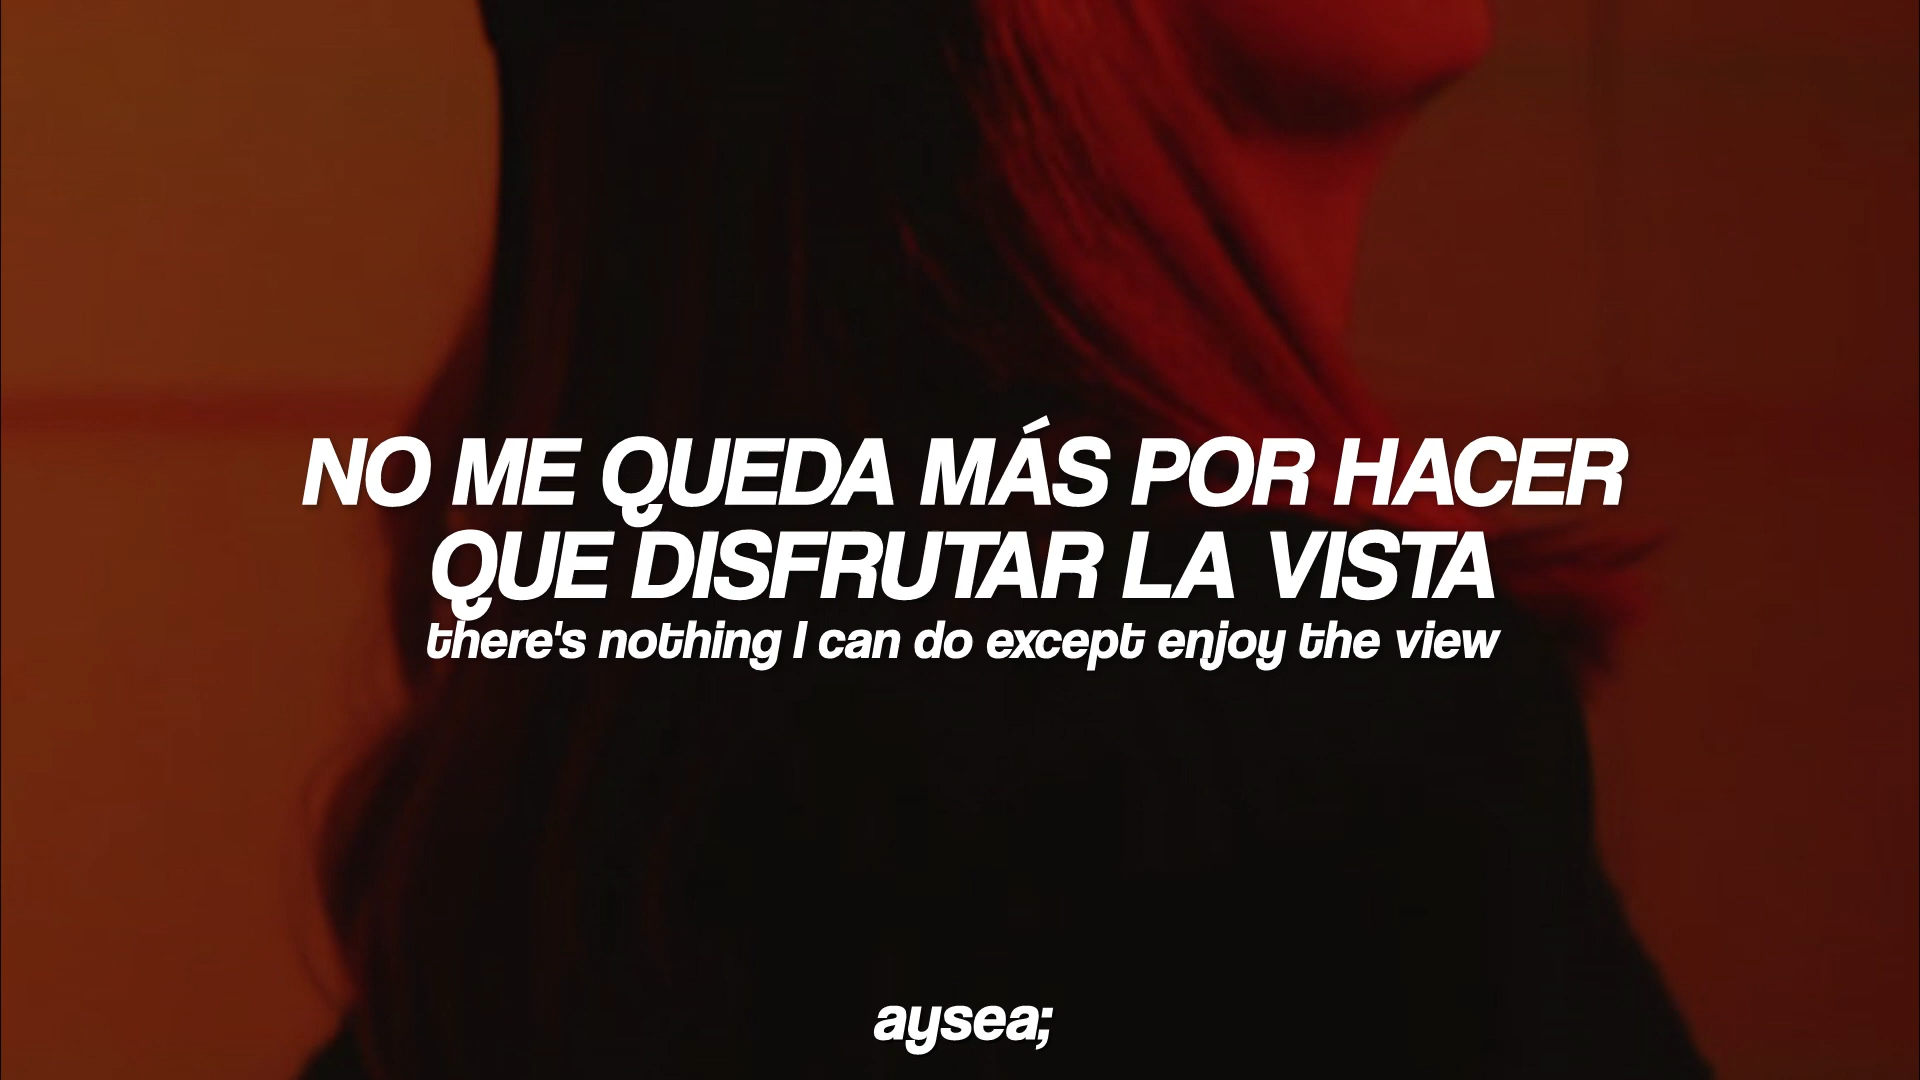 NO ME QUEDA MÁS POR HACER
QUE DISFRUTAR LA VISTA
there's nothing I can do except enjoy the view
aysea;